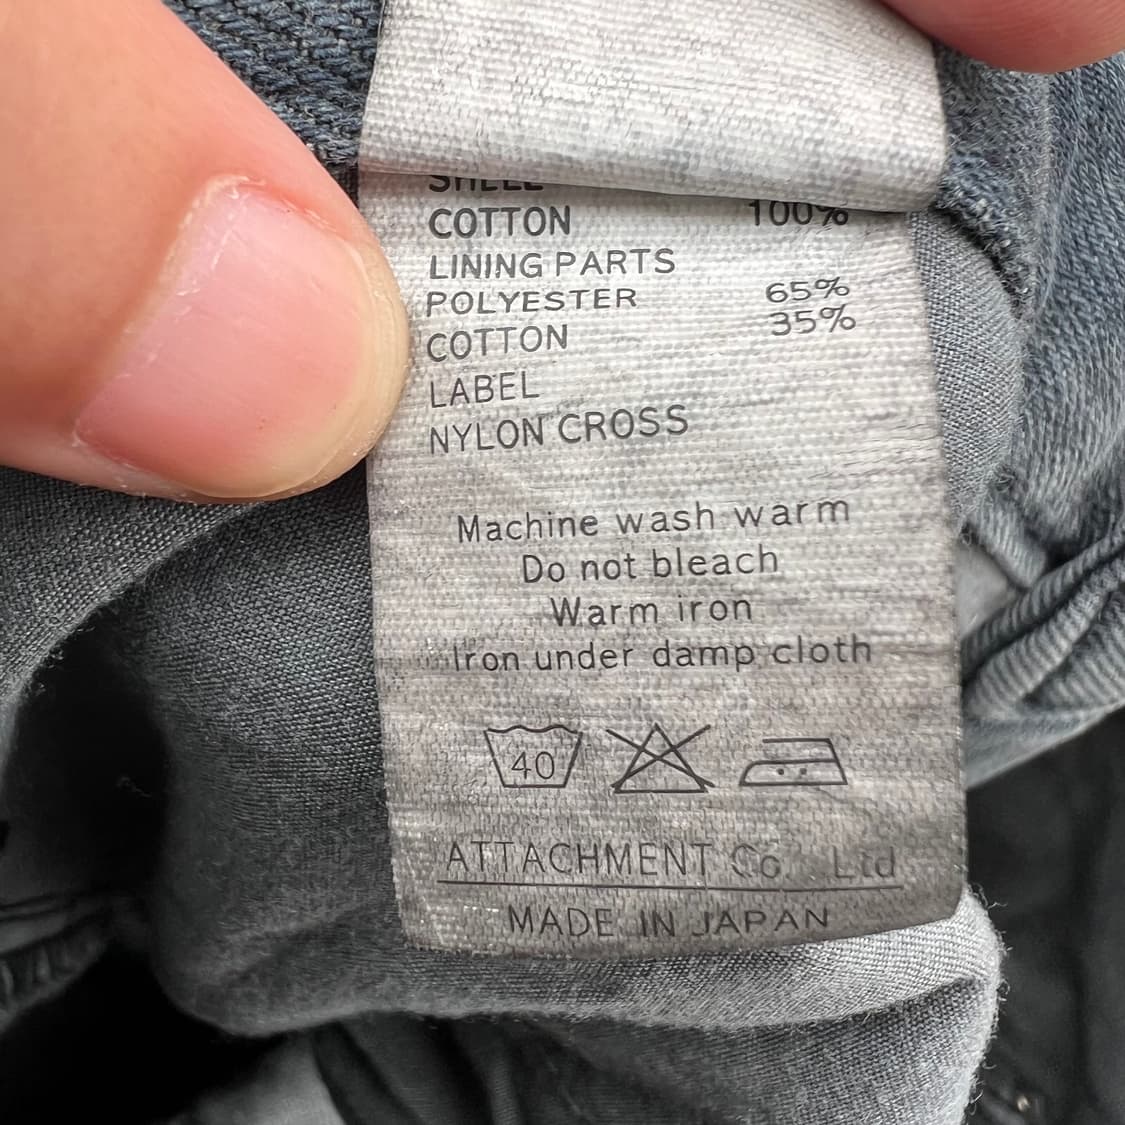 SHELL
COTTON 100%
LINING PARTS
POLYESTER 65%
COTTON 35%
LABEL
NYLON CROSS
Machine wash warm
Do not bleach
Warm iron
Iron under damp cloth
40
ATTACHMENT Co. Ltd
MADE IN JAPAN